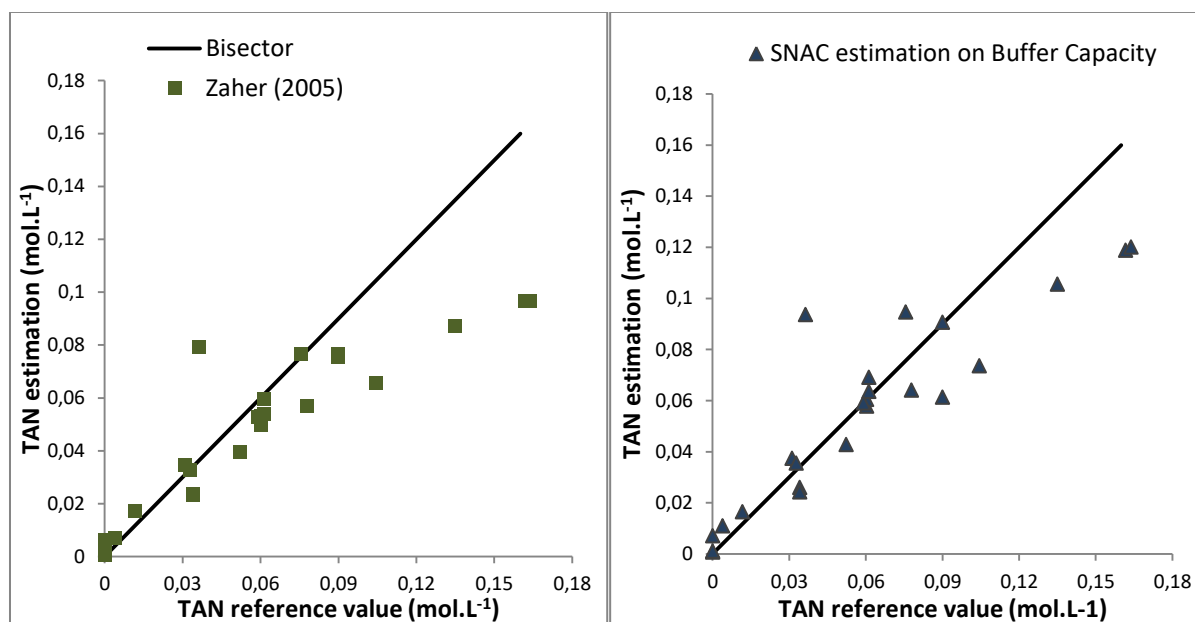 Bisector
Zaher (2005)
0,18
0,16
0,14
0,12
0,1
0,08
0,06
0,04
0,02
0
TAN estimation (mol.L⁻¹)
0 0,03 0,06 0,09 0,12 0,15 0,18
TAN reference value (mol.L⁻¹)
SNAC estimation on Buffer Capacity
0,18
0,16
0,14
0,12
0,1
0,08
0,06
0,04
0,02
0
TAN estimation (mol.L⁻¹)
0 0,03 0,06 0,09 0,12 0,15 0,18
TAN reference value (mol.L-1)